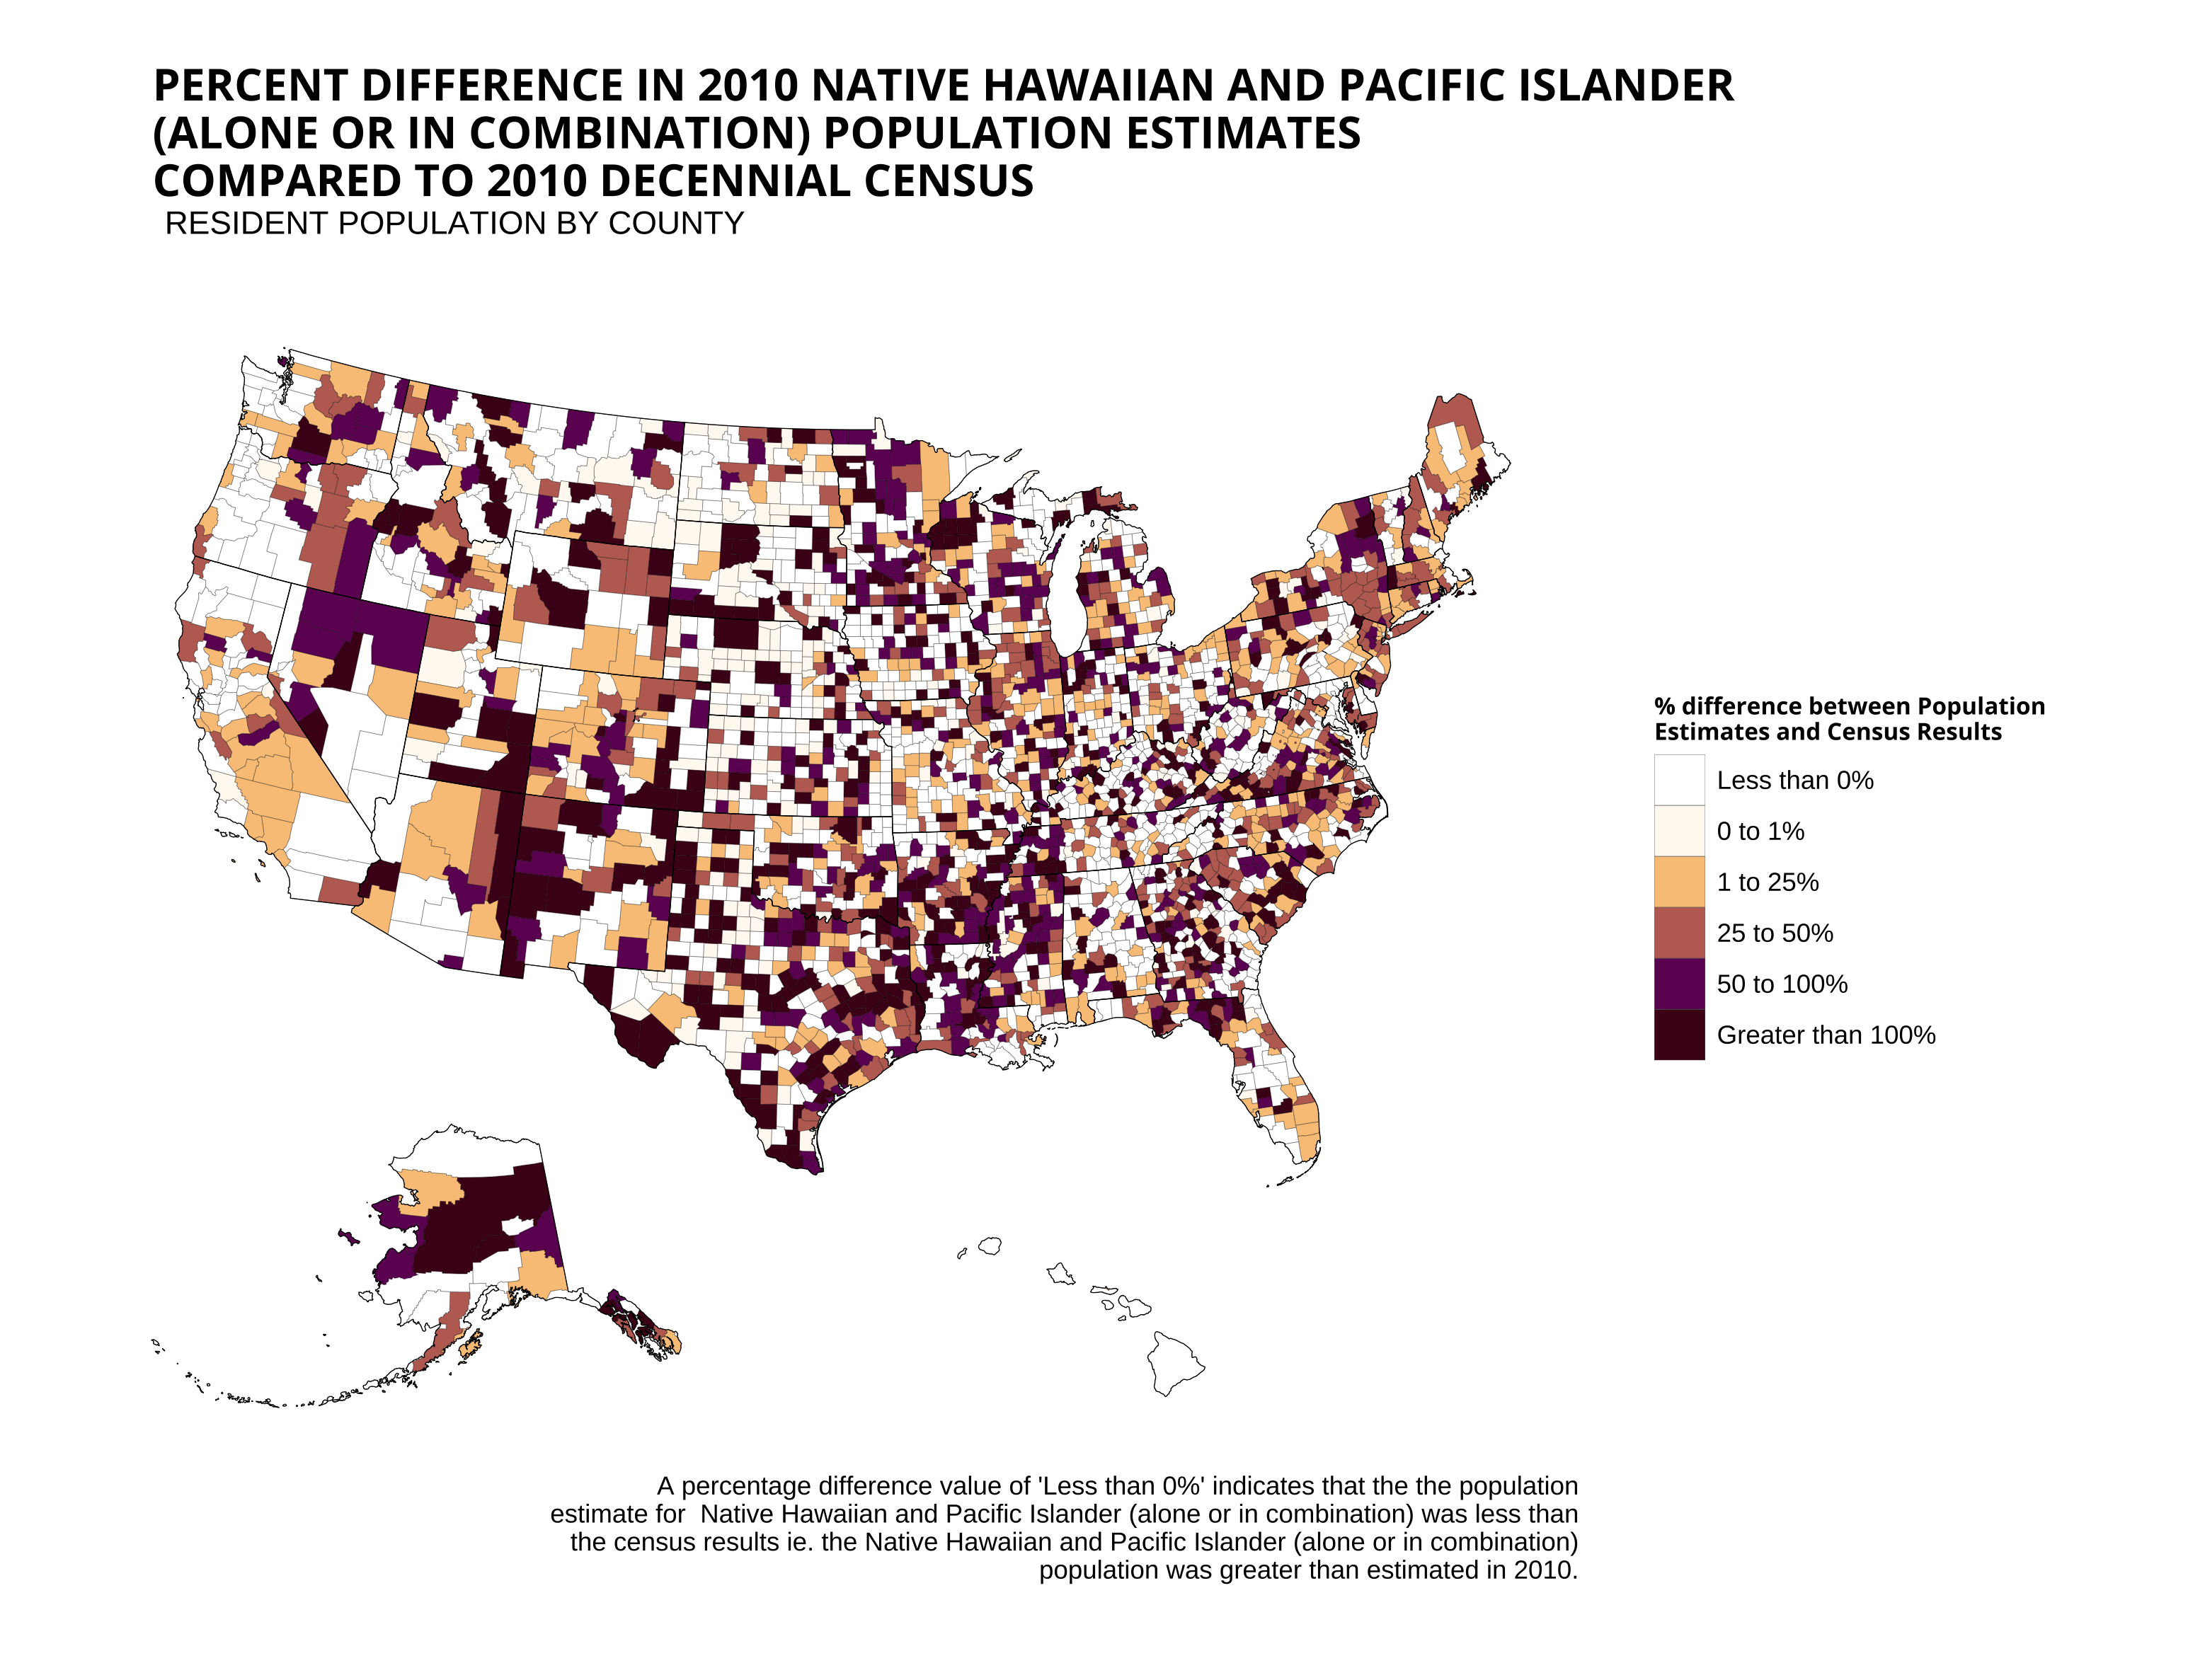 PERCENT DIFFERENCE IN 2010 NATIVE HAWAIIAN AND PACIFIC ISLANDER
(ALONE OR IN COMBINATION) POPULATION ESTIMATES
COMPARED TO 2010 DECENNIAL CENSUS
RESIDENT POPULATION BY COUNTY
% difference between Population
Estimates and Census Results
Less than 0%
0 to 1%
1 to 25%
25 to 50%
50 to 100%
Greater than 100%
A percentage difference value of 'Less than 0%' indicates that the the population
estimate for  Native Hawaiian and Pacific Islander (alone or in combination) was less than
the census results ie. the Native Hawaiian and Pacific Islander (alone or in combination)
population was greater than estimated in 2010.